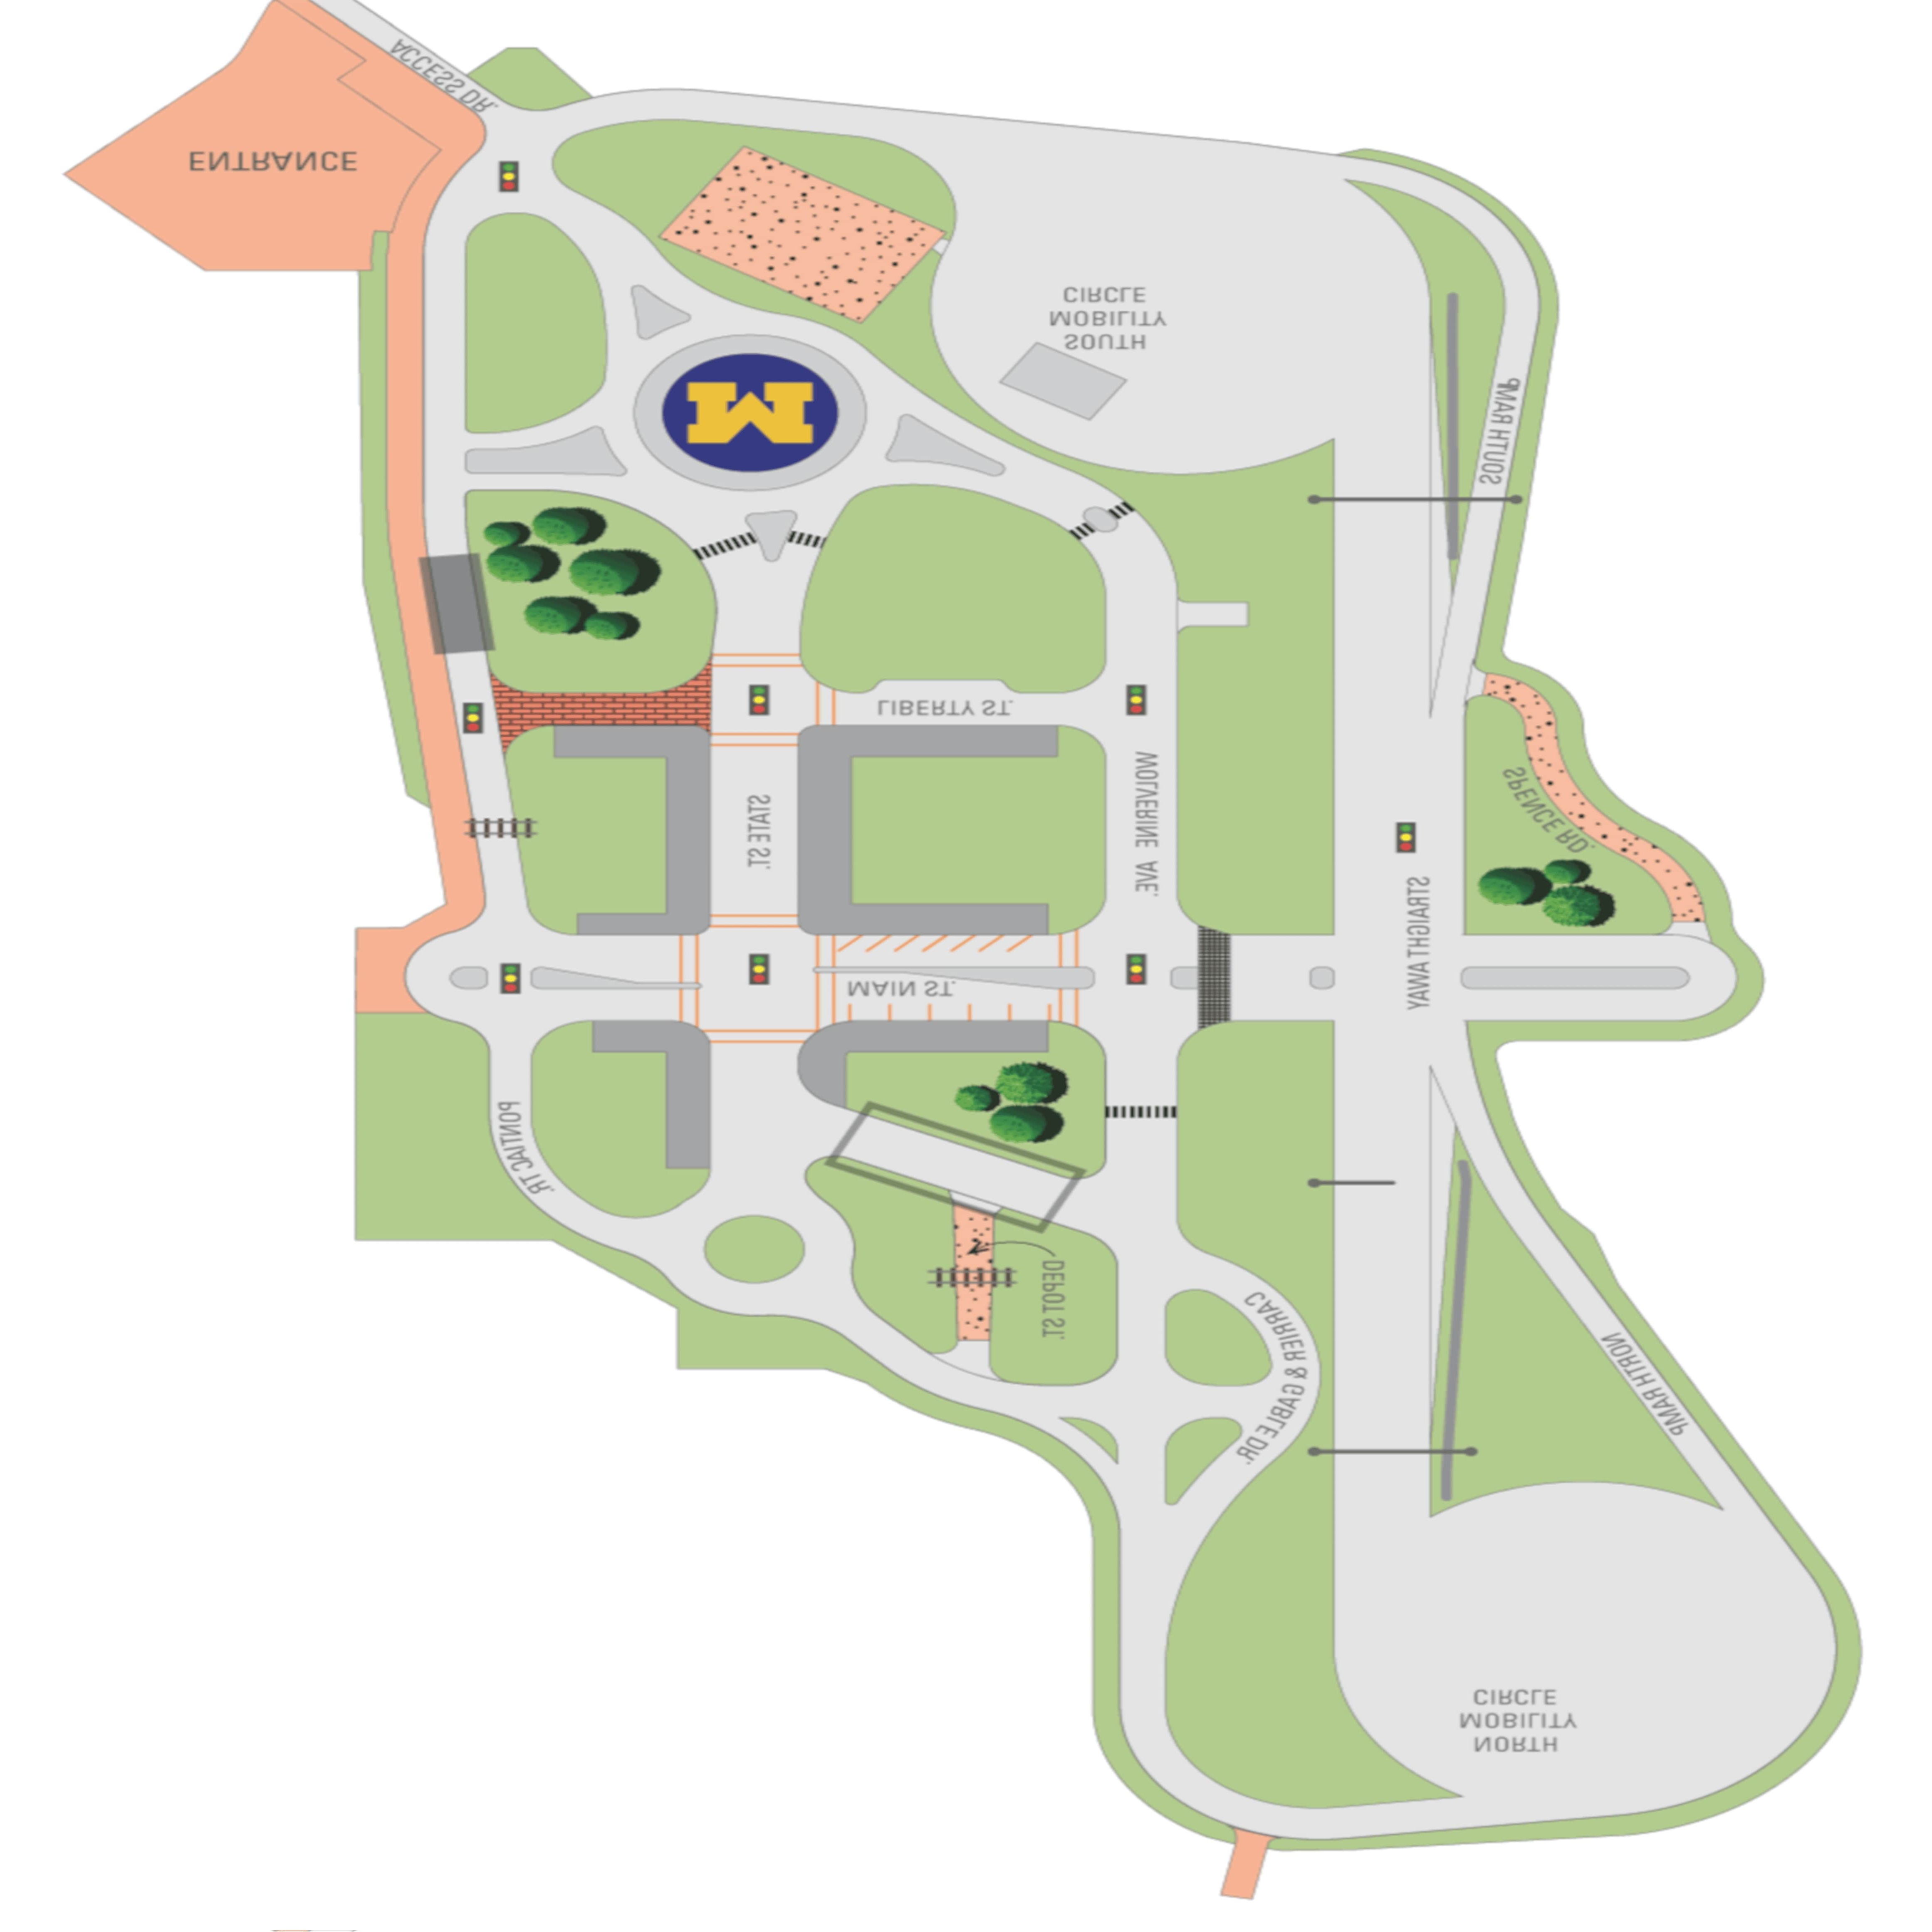 ACCESS DR.
ENTRANCE
SOUTH
MOBILITY
CIRCLE
SOUTH RAMP
M
LIBERTY ST.
WOLVERINE AVE.
STATE ST.
SPENCE RD.
STRAIGHTAWAY
MAIN ST.
PONTIAC TR.
DEPOT ST.
CARRIER & GABLE DR.
NORTH RAMP
NORTH
MOBILITY
CIRCLE